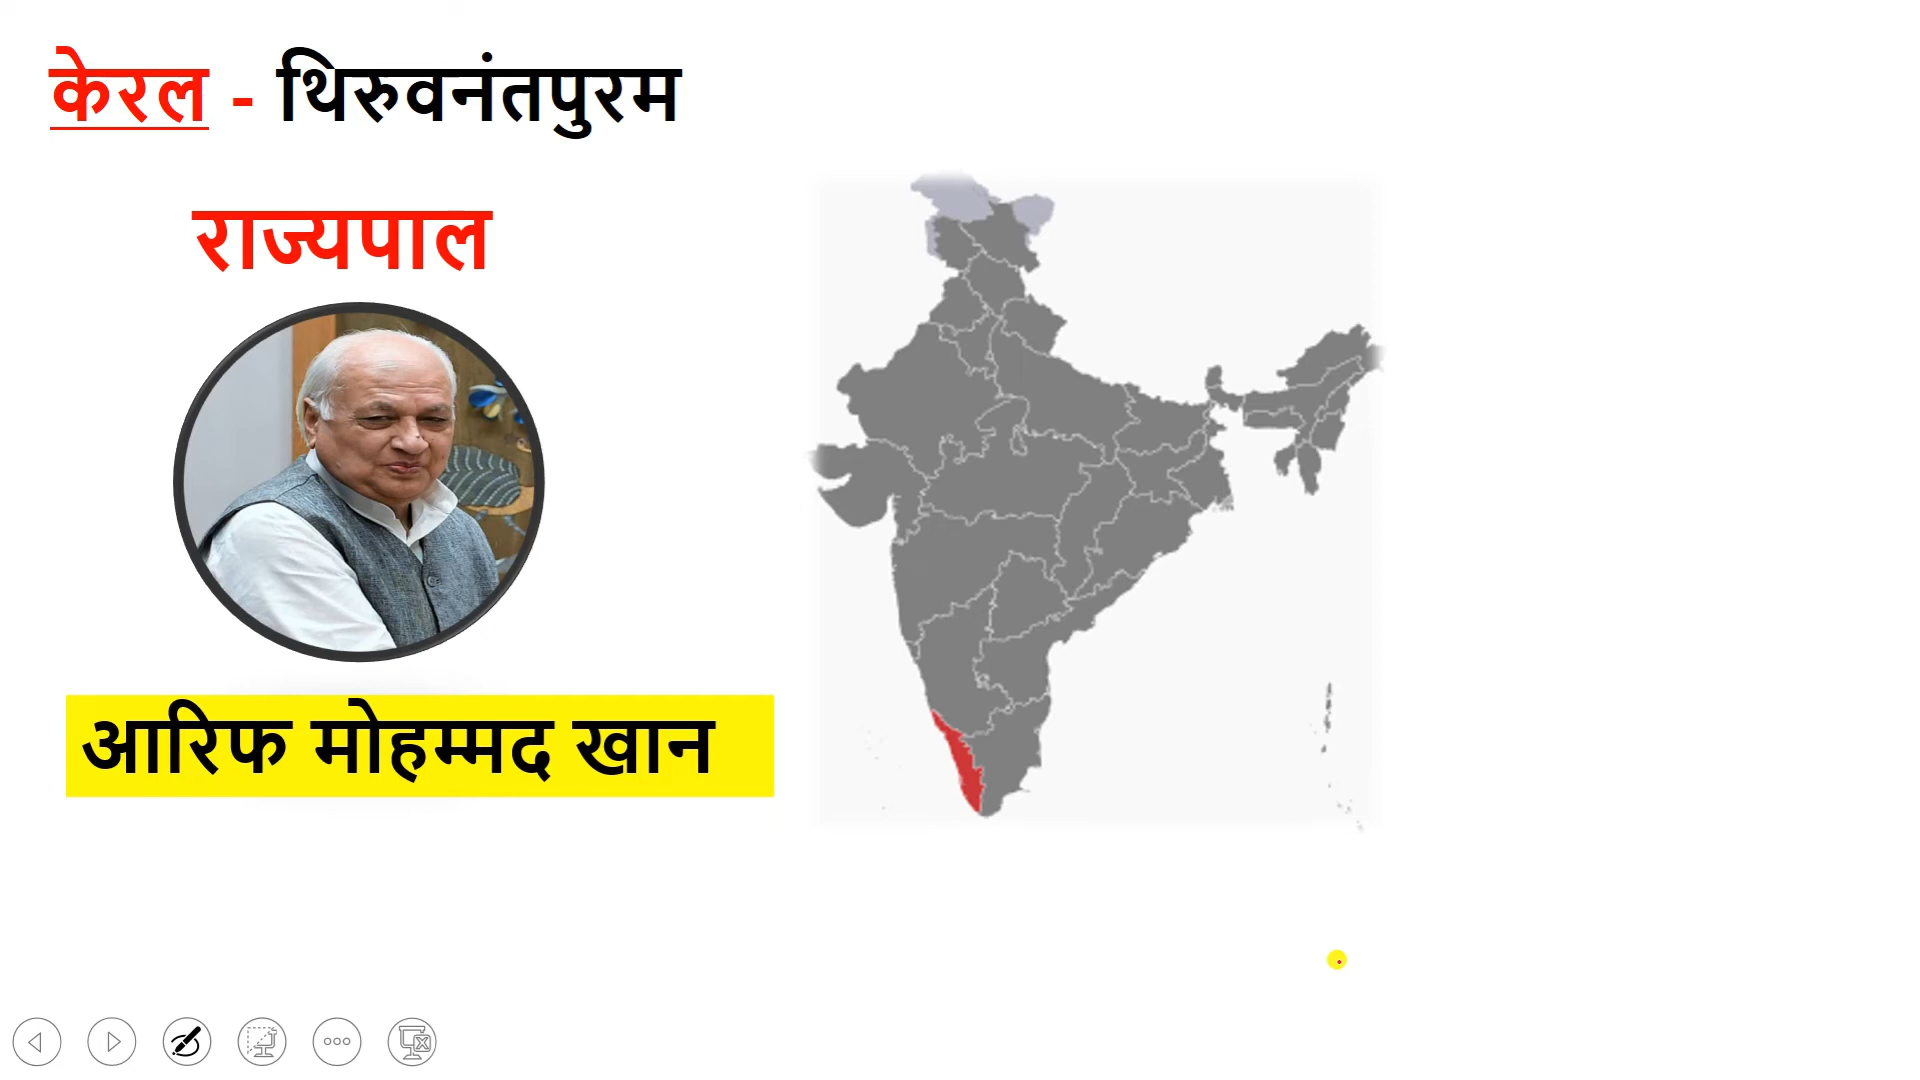 केरल - थिरुवनंतपुरम
राज्यपाल
आरिफ मोहम्मद खान